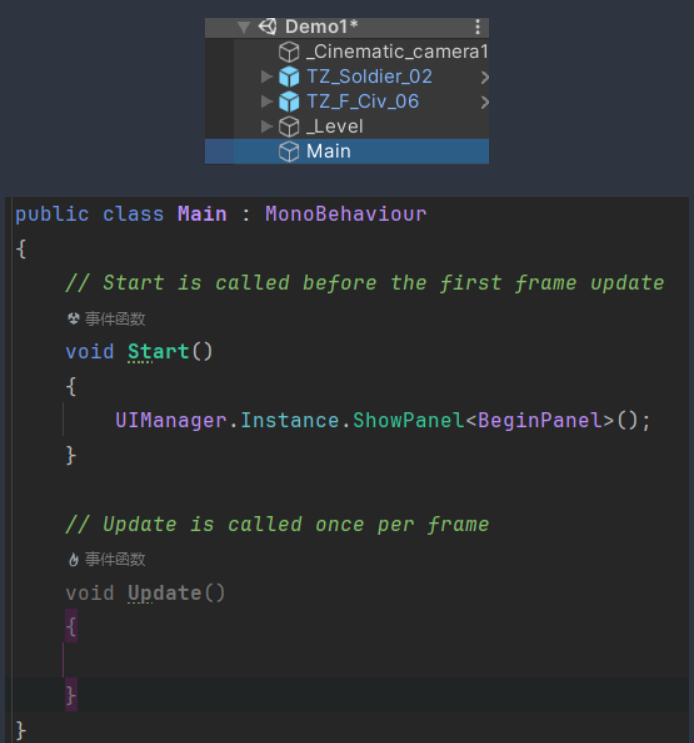 Demo1*
_Cinematic_camera1
TZ_Soldier_02
TZ_F_Civ_06
_Level
Main
public class Main : MonoBehaviour
{
// Start is called before the first frame update
事件函数
void Start()
{
UIManager.Instance.ShowPanel<BeginPanel>();
}
// Update is called once per frame
事件函数
void Update()
{
}
}